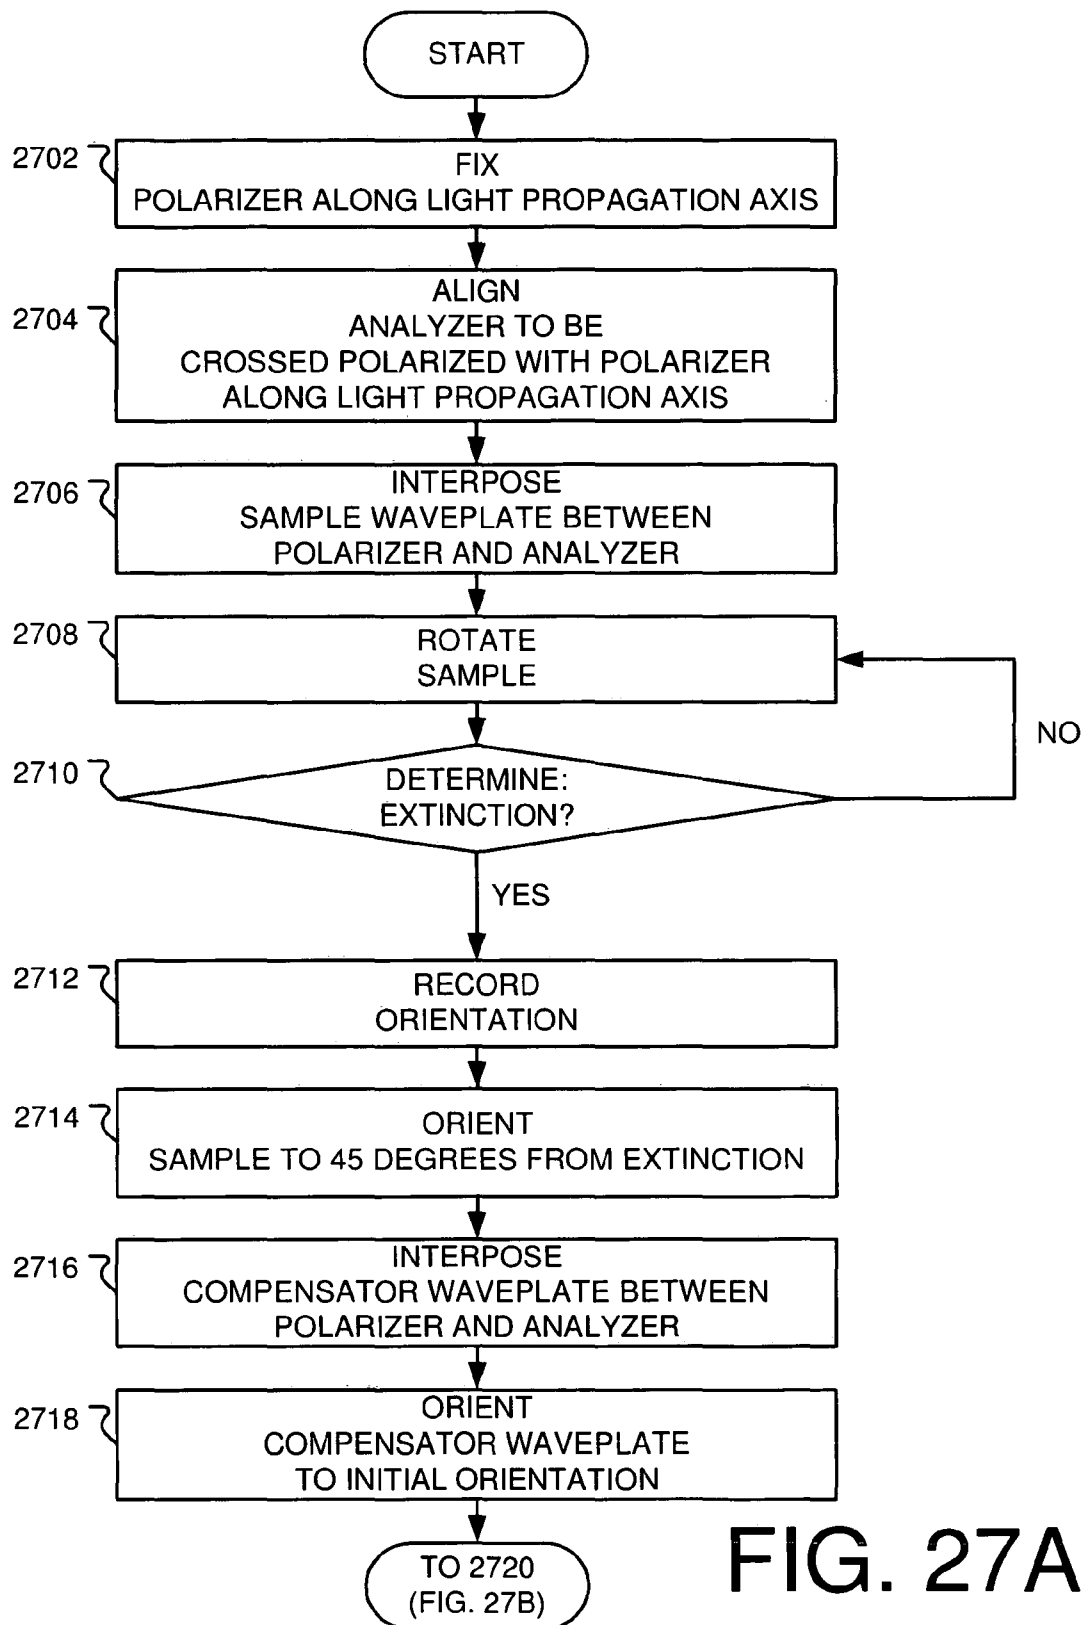 START
2702
FIX
POLARIZER ALONG LIGHT PROPAGATION AXIS
2704
ALIGN
ANALYZER TO BE
CROSSED POLARIZED WITH POLARIZER
ALONG LIGHT PROPAGATION AXIS
2706
INTERPOSE
SAMPLE WAVEPLATE BETWEEN
POLARIZER AND ANALYZER
2708
ROTATE
SAMPLE
NO
2710
DETERMINE:
EXTINCTION?
YES
2712
RECORD
ORIENTATION
2714
ORIENT
SAMPLE TO 45 DEGREES FROM EXTINCTION
2716
INTERPOSE
COMPENSATOR WAVEPLATE BETWEEN
POLARIZER AND ANALYZER
2718
ORIENT
COMPENSATOR WAVEPLATE
TO INITIAL ORIENTATION
TO 2720
(FIG. 27B)
FIG. 27A